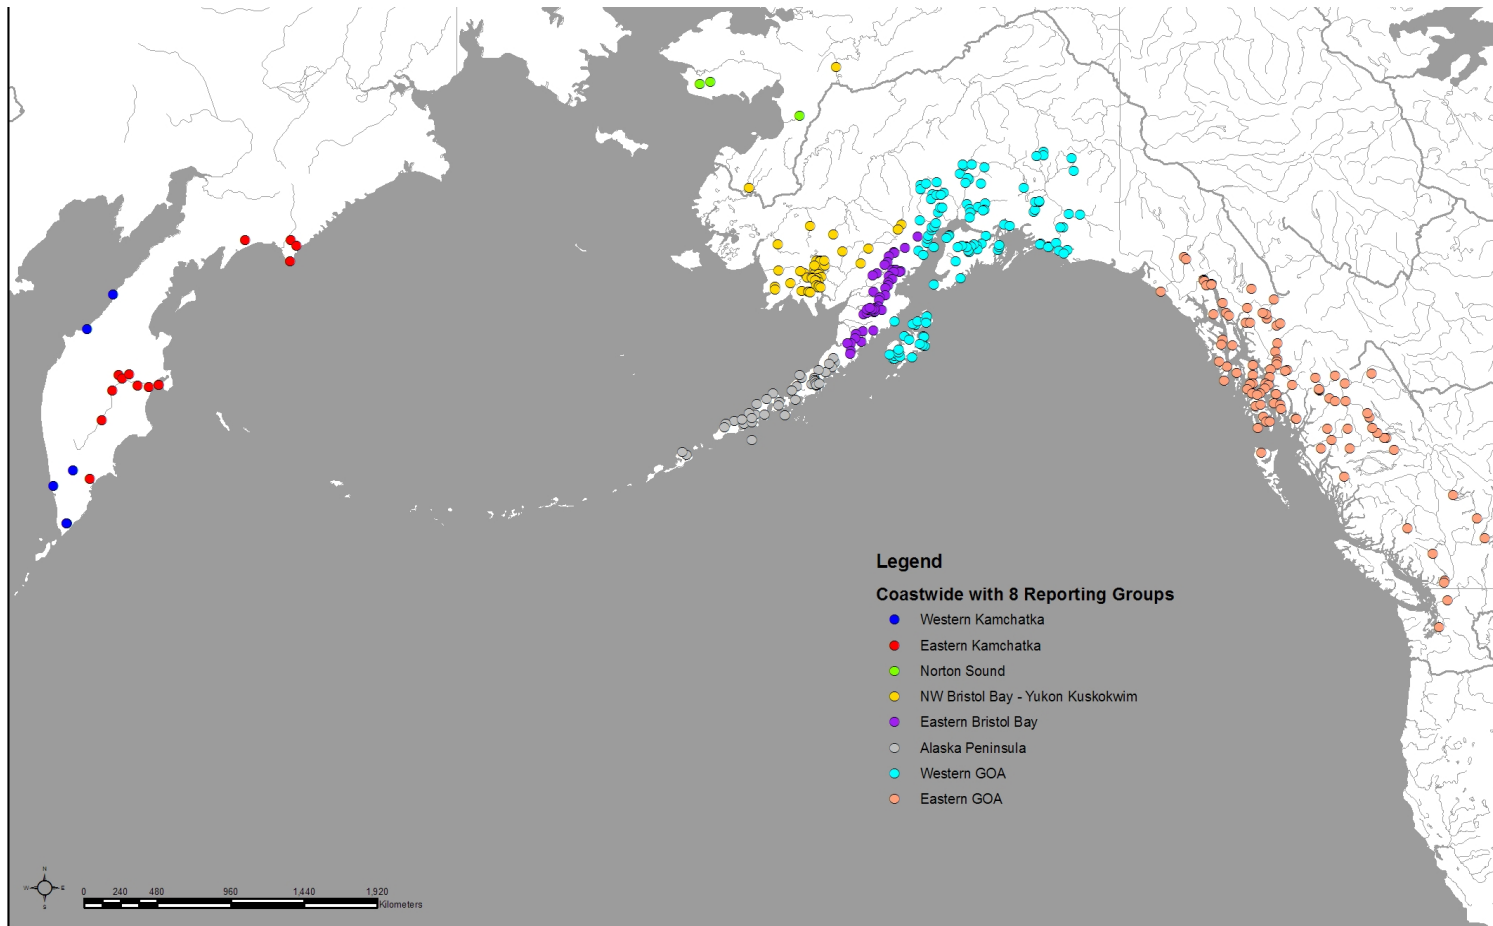 Legend
Coastwide with 8 Reporting Groups
Western Kamchatka
Eastern Kamchatka
Norton Sound
NW Bristol Bay - Yukon Kuskokwim
Eastern Bristol Bay
Alaska Peninsula
Western GOA
Eastern GOA
N
W E
S
0 240 480 960 1,440 1,920
Kilometers